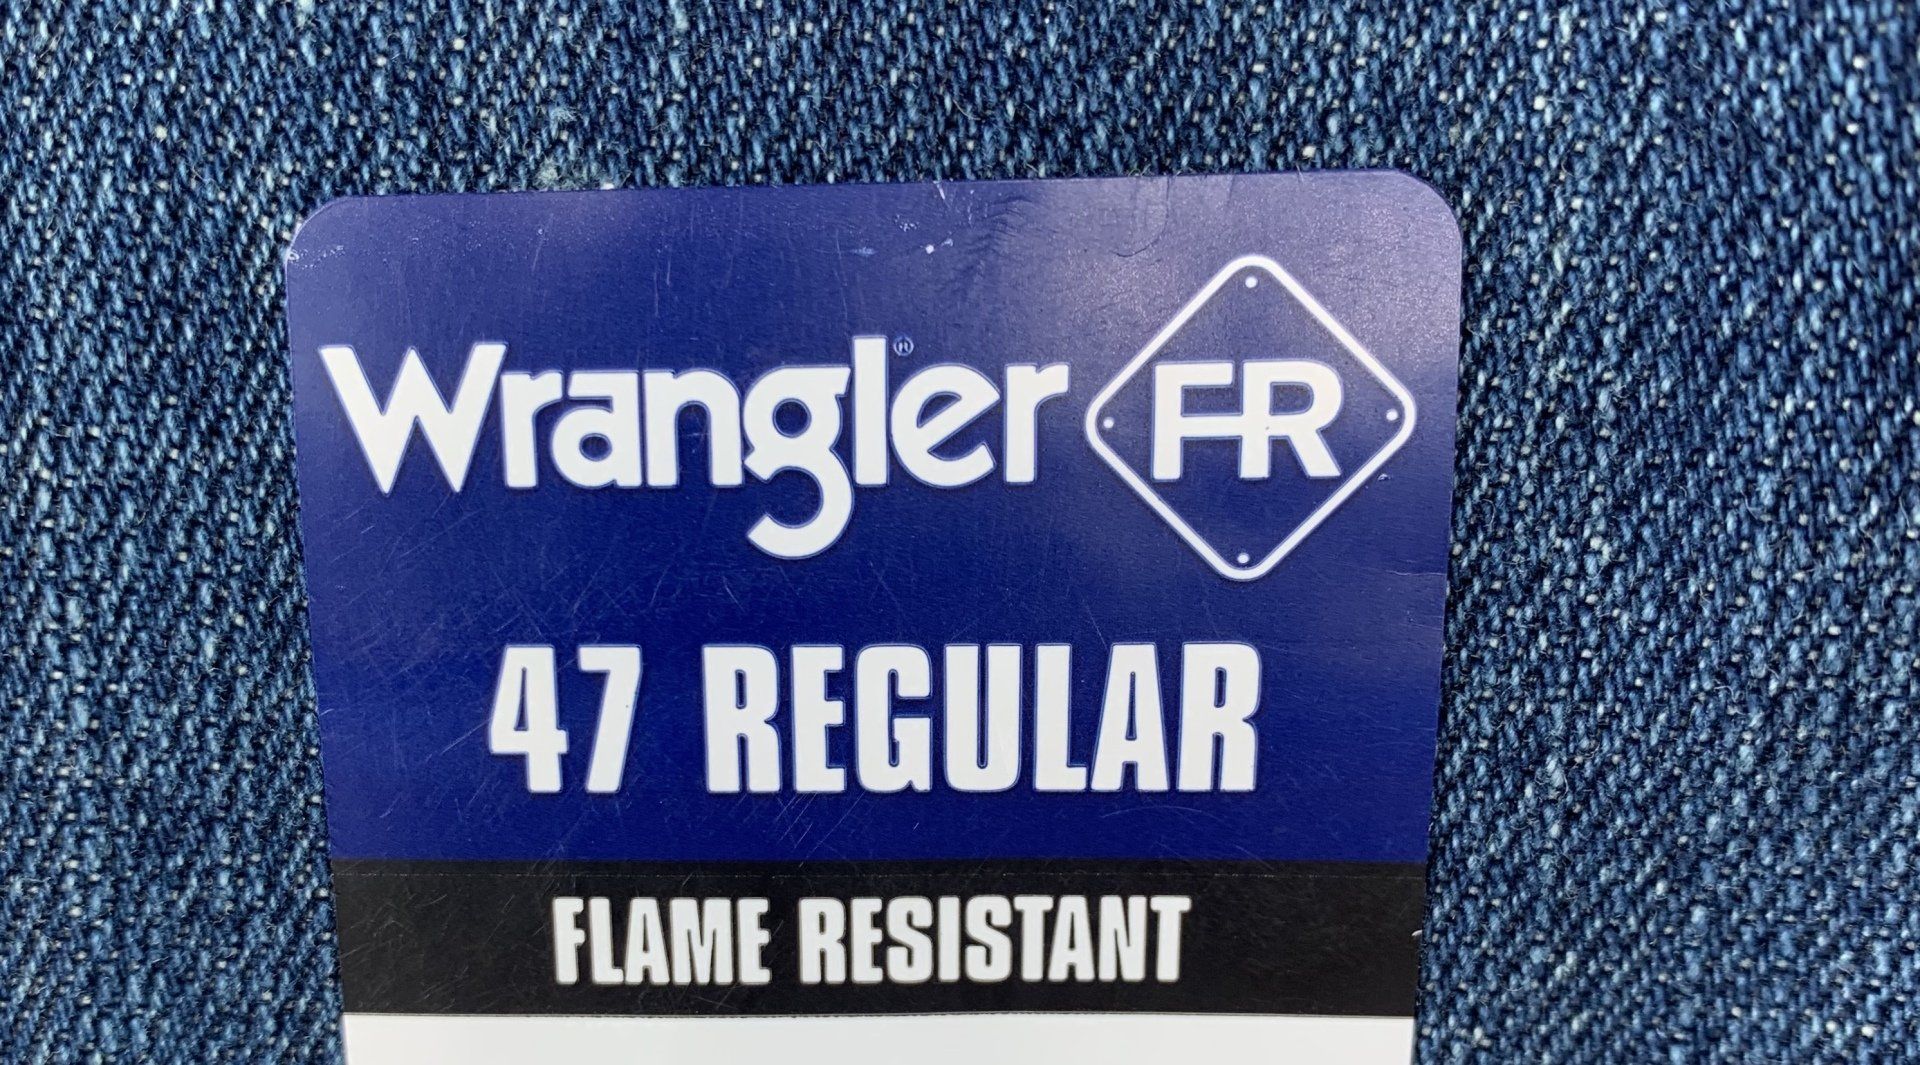 Wrangler® FR
47 REGULAR
FLAME RESISTANT